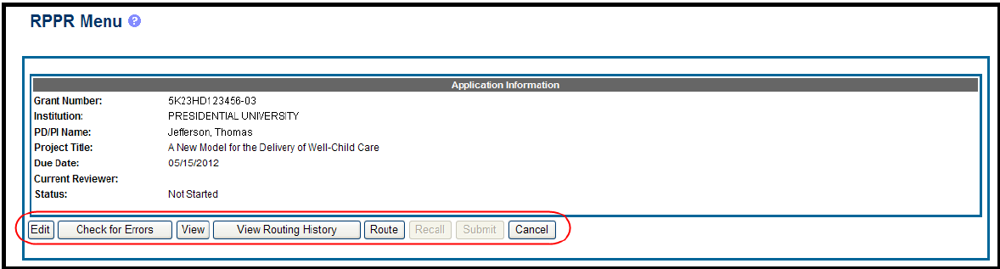 RPPR Menu ?
Application Information
Grant Number: 5K23HD123456-03
Institution: PRESIDENTIAL UNIVERSITY
PD/PI Name: Jefferson, Thomas
Project Title: A New Model for the Delivery of Well-Child Care
Due Date: 05/15/2012
Current Reviewer:
Status: Not Started
Edit Check for Errors View View Routing History Route Recall Submit Cancel